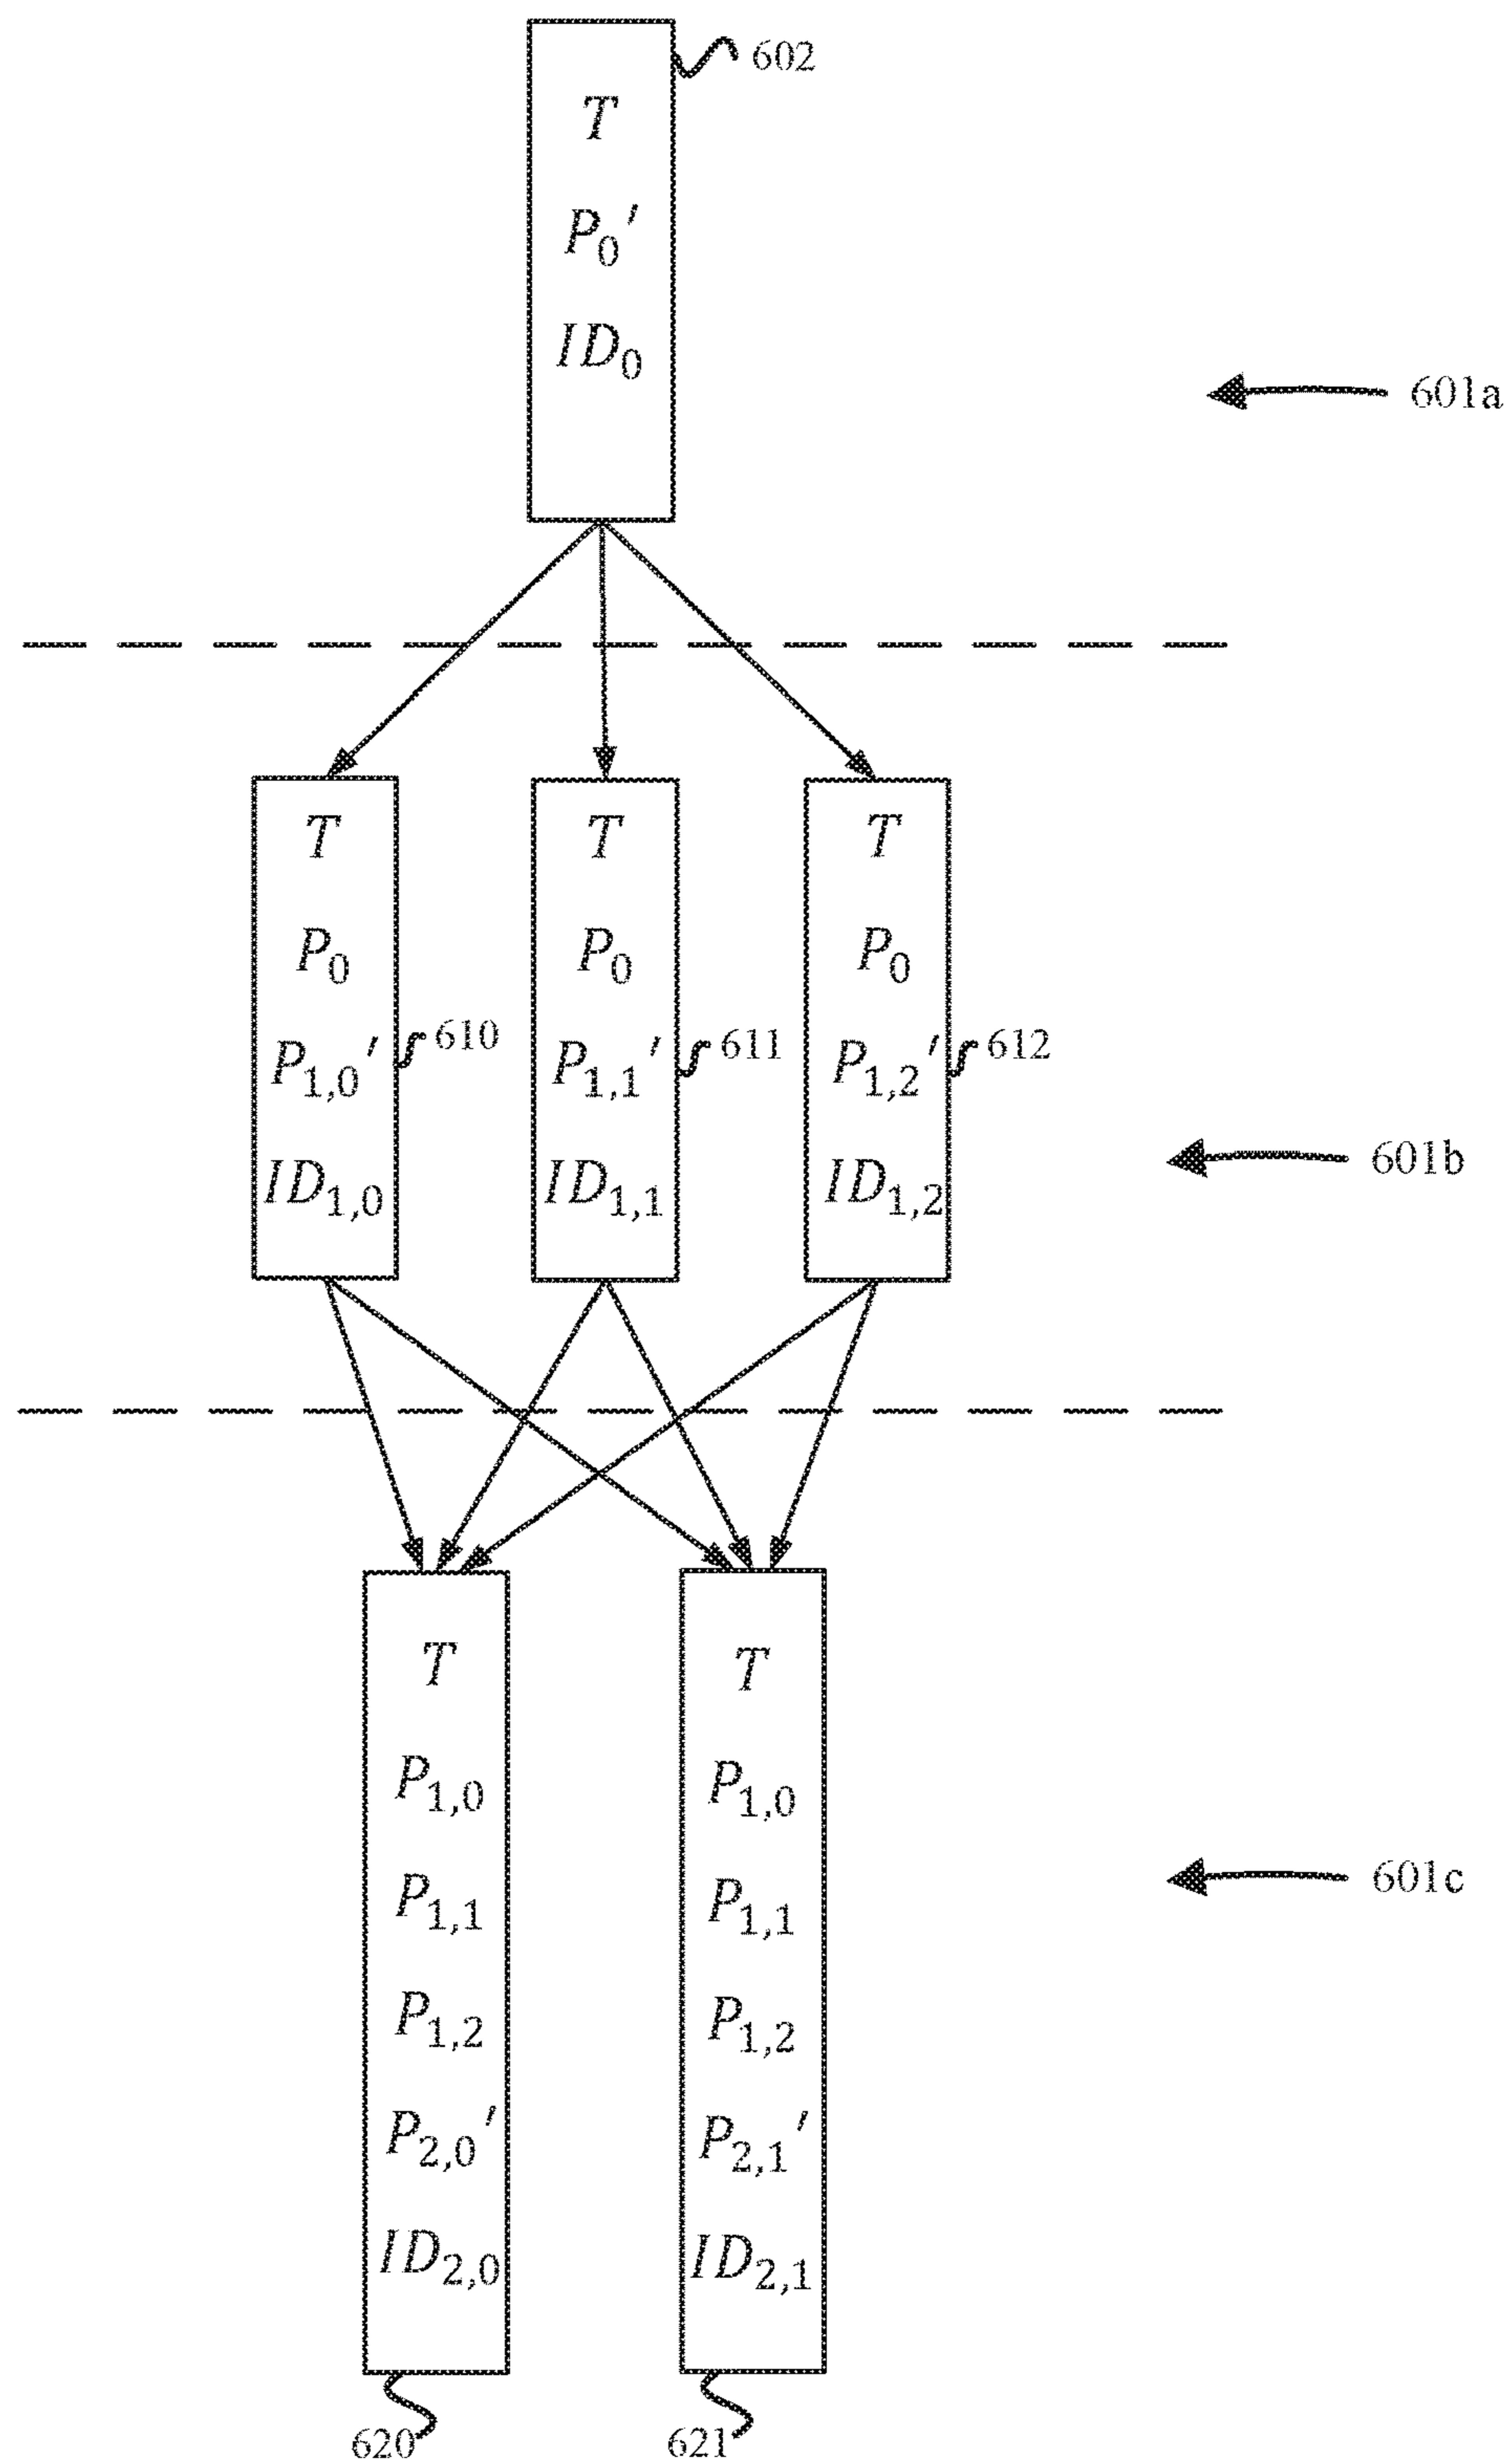 602
T
P₀′
ID₀
601a
T T T
P₀ P₀ P₀
P₁,₀′ 610 P₁,₁′ 611 P₁,₂′ 612
ID₁,₀ ID₁,₁ ID₁,₂
601b
T T
P₁,₀ P₁,₀
P₁,₁ P₁,₁
601c
P₁,₂ P₁,₂
P₂,₀′ P₂,₁′
ID₂,₀ ID₂,₁
620 621